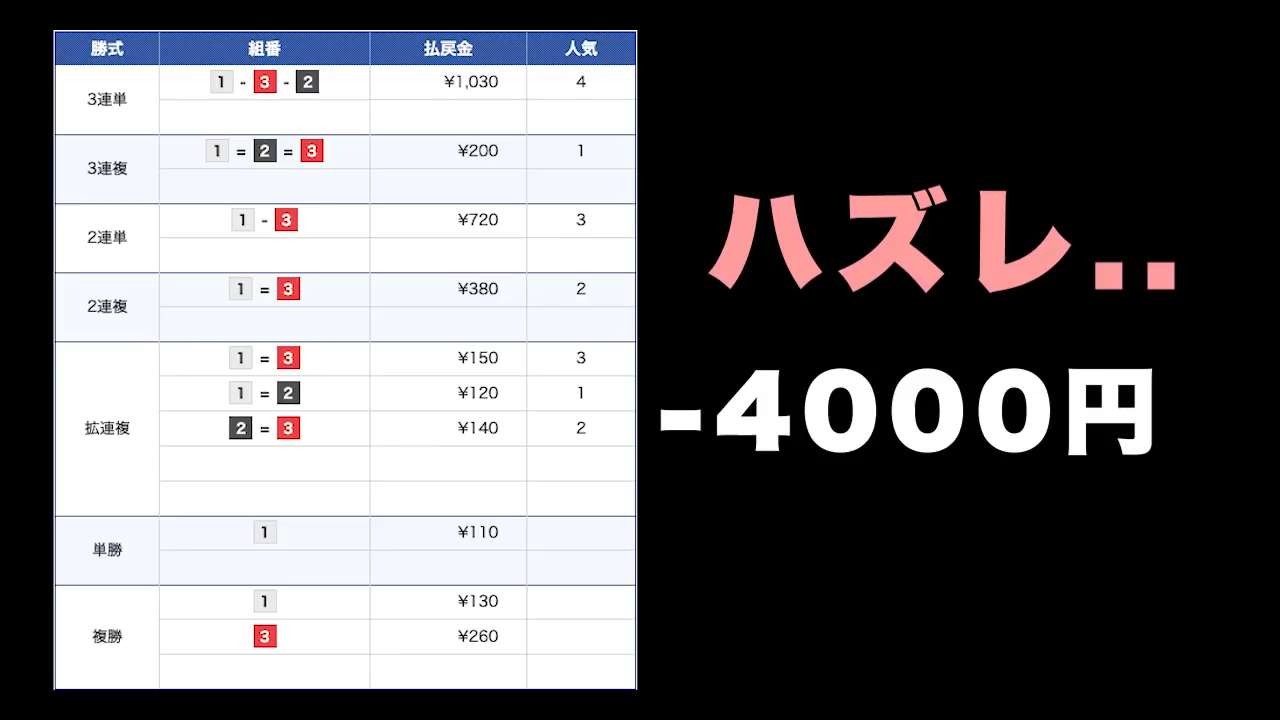 勝式 組番 払戻金 人気
3連単 1 - 3 - 2 ¥1,030 4
3連複 1 = 2 = 3 ¥200 1
2連単 1 - 3 ¥720 3
2連複 1 = 3 ¥380 2
拡連複 1 = 3 ¥150 3
1 = 2 ¥120 1
2 = 3 ¥140 2
単勝 1 ¥110
複勝 1 ¥130
3 ¥260
ハズレ..
-4000円